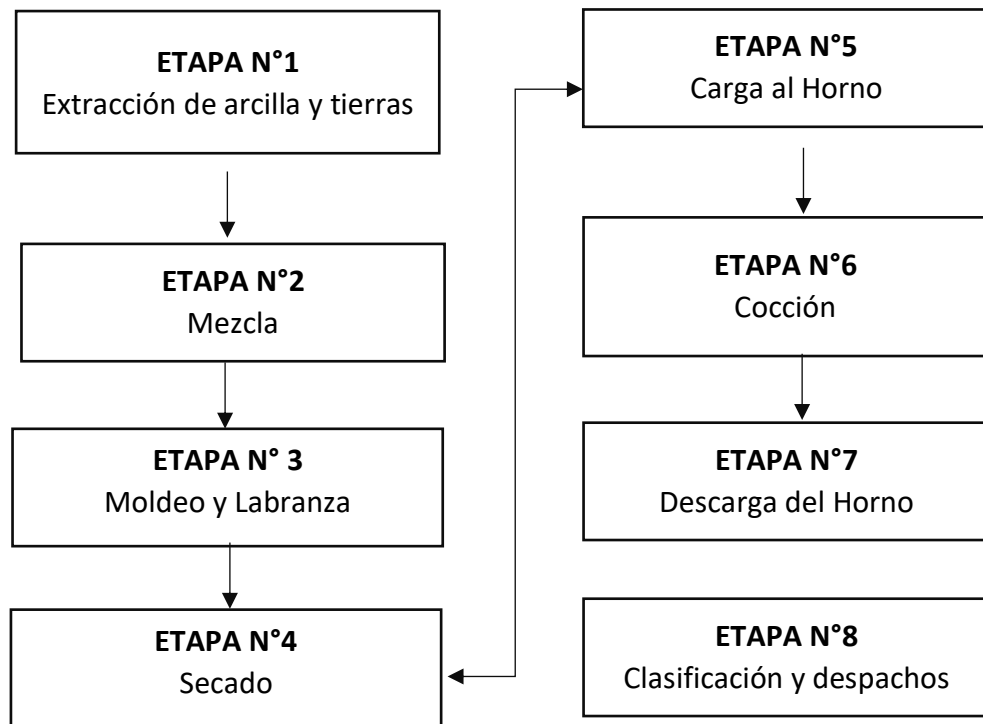 ETAPA N°1
Extracción de arcilla y tierras
ETAPA N°2
Mezcla
ETAPA N° 3
Moldeo y Labranza
ETAPA N°4
Secado
ETAPA N°5
Carga al Horno
ETAPA N°6
Cocción
ETAPA N°7
Descarga del Horno
ETAPA N°8
Clasificación y despachos